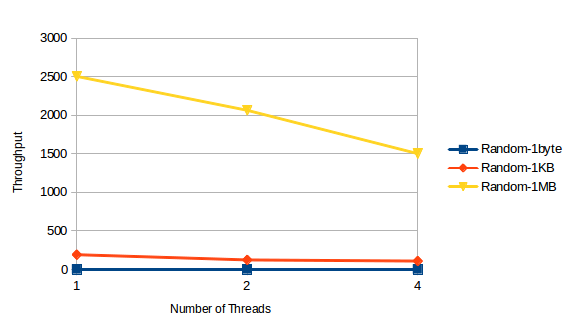 3000
2500
2000
1500
1000
500
0
Throughput
1
2
4
Number of Threads
Random-1byte
Random-1KB
Random-1MB